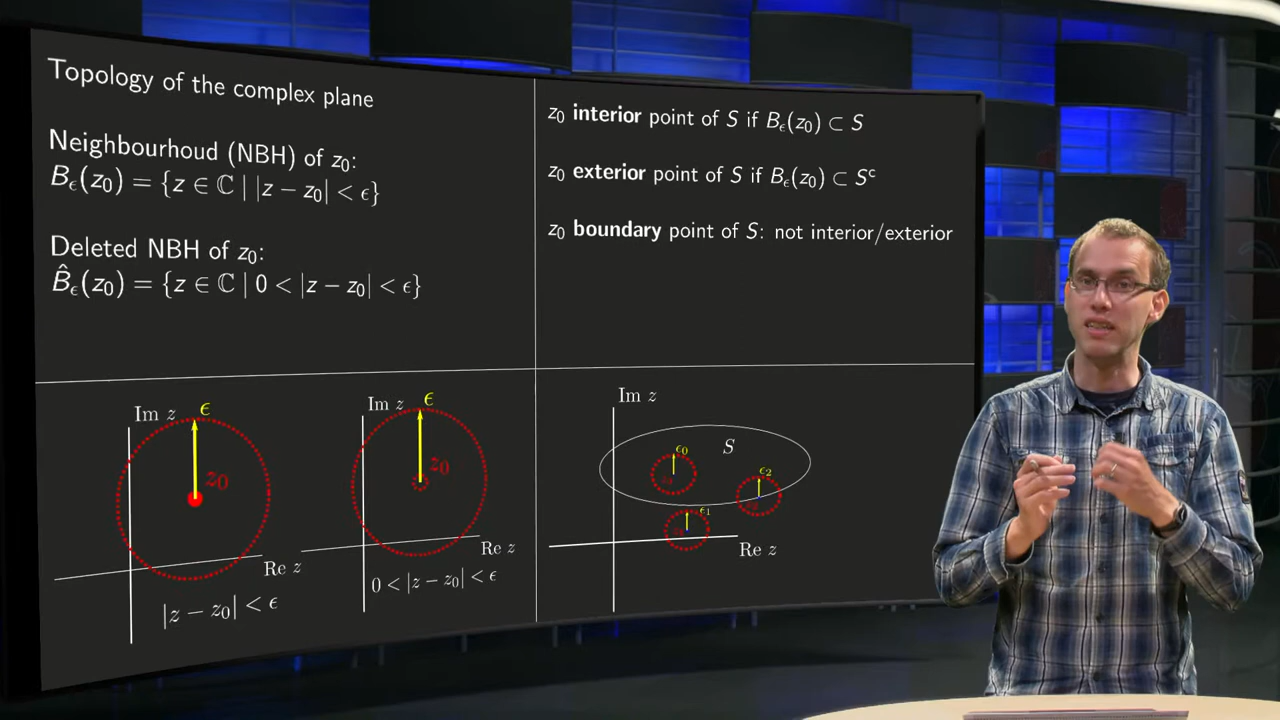 Topology of the complex plane
Neighbourhoud (NBH) of z₀:
Bϵ(z₀) = {z ∈ ℂ | |z − z₀| < ϵ}
Deleted NBH of z₀:
B̂ϵ(z₀) = {z ∈ ℂ | 0 < |z − z₀| < ϵ}
z₀ interior point of S if Bϵ(z₀) ⊂ S
z₀ exterior point of S if Bϵ(z₀) ⊂ Sᶜ
z₀ boundary point of S: not interior/exterior
Im z
ϵ
z₀
Re z
|z − z₀| < ϵ
Im z
ϵ
z₀
Re z
0 < |z − z₀| < ϵ
Im z
S
ϵ₀
ϵ₂
ϵ₁
Re z